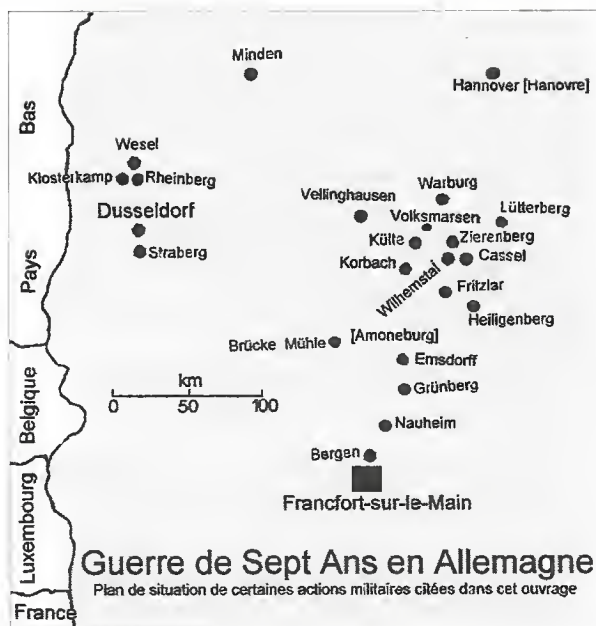 Minden
Hannover [Hanovre]
Bas
Wesel
Klosterkamp
Rheinberg
Warburg
Vellinghausen
Lütterberg
Volksmarsen
Dusseldorf
Külte
Zierenberg
Straberg
Cassel
Korbach
Wilhemstal
Pays
Fritzlar
Heiligenberg
[Amoneburg]
Brücke Mühle
Emsdorff
km
Grünberg
0 50 100
Belgique
Nauheim
Bergen
Francfort-sur-le-Main
Luxembourg
Guerre de Sept Ans en Allemagne
Plan de situation de certaines actions militaires citées dans cet ouvrage
France